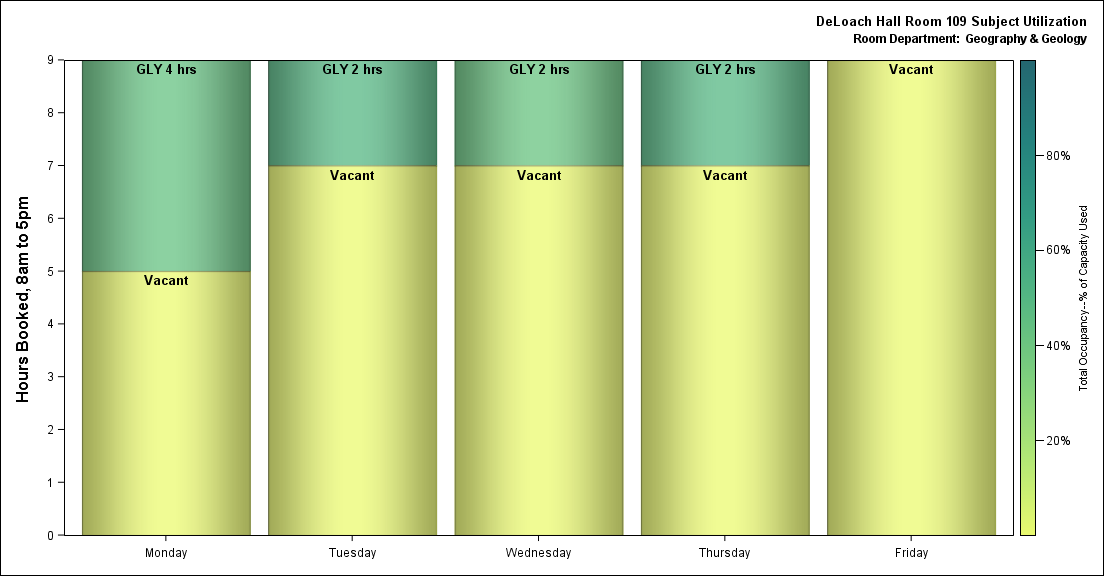 DeLoach Hall Room 109 Subject Utilization
Room Department: Geography & Geology
Hours Booked, 8am to 5pm
9
8
7
6
5
4
3
2
1
0
GLY 4 hrs
GLY 2 hrs
GLY 2 hrs
GLY 2 hrs
Vacant
Vacant
Vacant
Vacant
Vacant
Monday
Tuesday
Wednesday
Thursday
Friday
80%
60%
40%
20%
Total Occupancy--% of Capacity Used